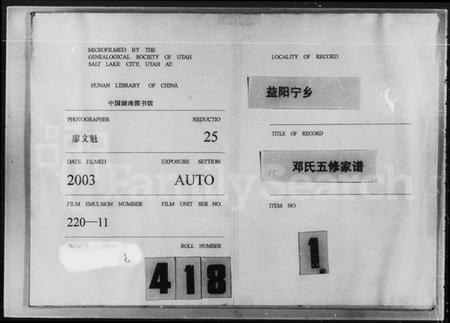 MICROFILMED BY THE
GENEALOGICAL SOCIETY OF UTAH
SALT LAKE CITY, UTAH AT:
HUNAN LIBRARY OF CHINA
中国湖南图书馆
PHOTOGRAPHER REDUCTIO
廖文魁 25
DATE FILMED EXPOSURE SETTION
2003 AUTO
FILM EMULSION NUMBER FILM UNIT SER. NO.
220—11
ROLL NUMBER
418
LOCALITY OF RECORD
益阳宁乡
TITLE OF RECORD
邓氏五修家谱
ITEM NO.
1
FamilySearch